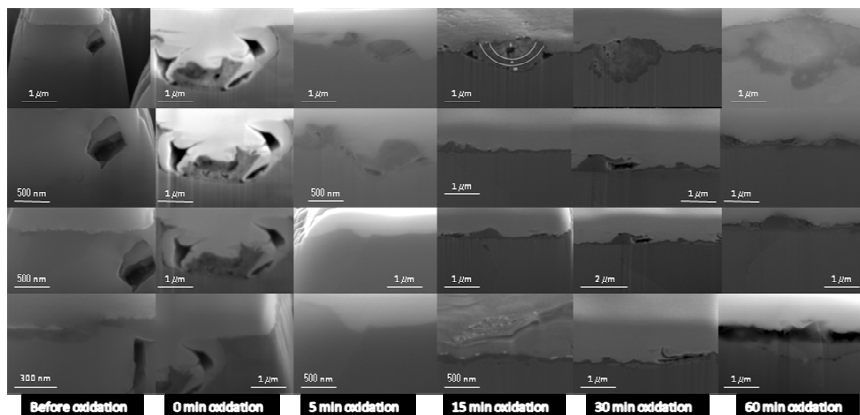 1 μm
1 μm
1 μm
1 μm
1 μm
1 μm
500 nm
1 μm
500 nm
1 μm
1 μm
1 μm
500 nm
1 μm
1 μm
1 μm
2 μm
1 μm
300 nm
1 μm
500 nm
500 nm
1 μm
1 μm
Before oxidation
0 min oxidation
5 min oxidation
15 min oxidation
30 min oxidation
60 min oxidation